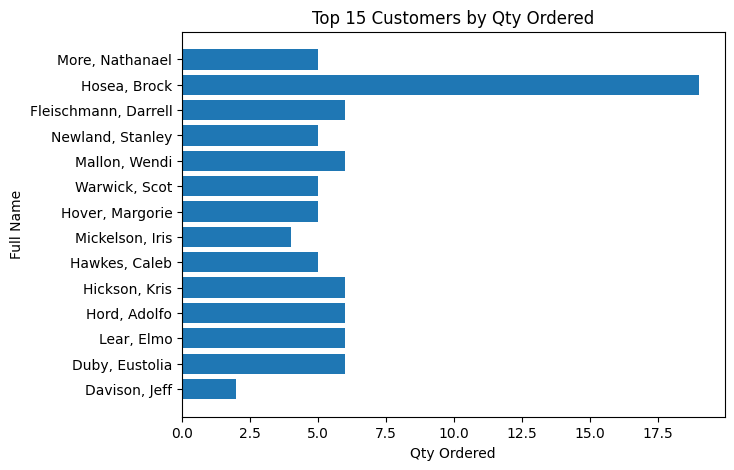 Top 15 Customers by Qty Ordered
Full Name
More, Nathanael
Hosea, Brock
Fleischmann, Darrell
Newland, Stanley
Mallon, Wendi
Warwick, Scot
Hover, Margorie
Mickelson, Iris
Hawkes, Caleb
Hickson, Kris
Hord, Adolfo
Lear, Elmo
Duby, Eustolia
Davison, Jeff
0.0 2.5 5.0 7.5 10.0 12.5 15.0 17.5
Qty Ordered